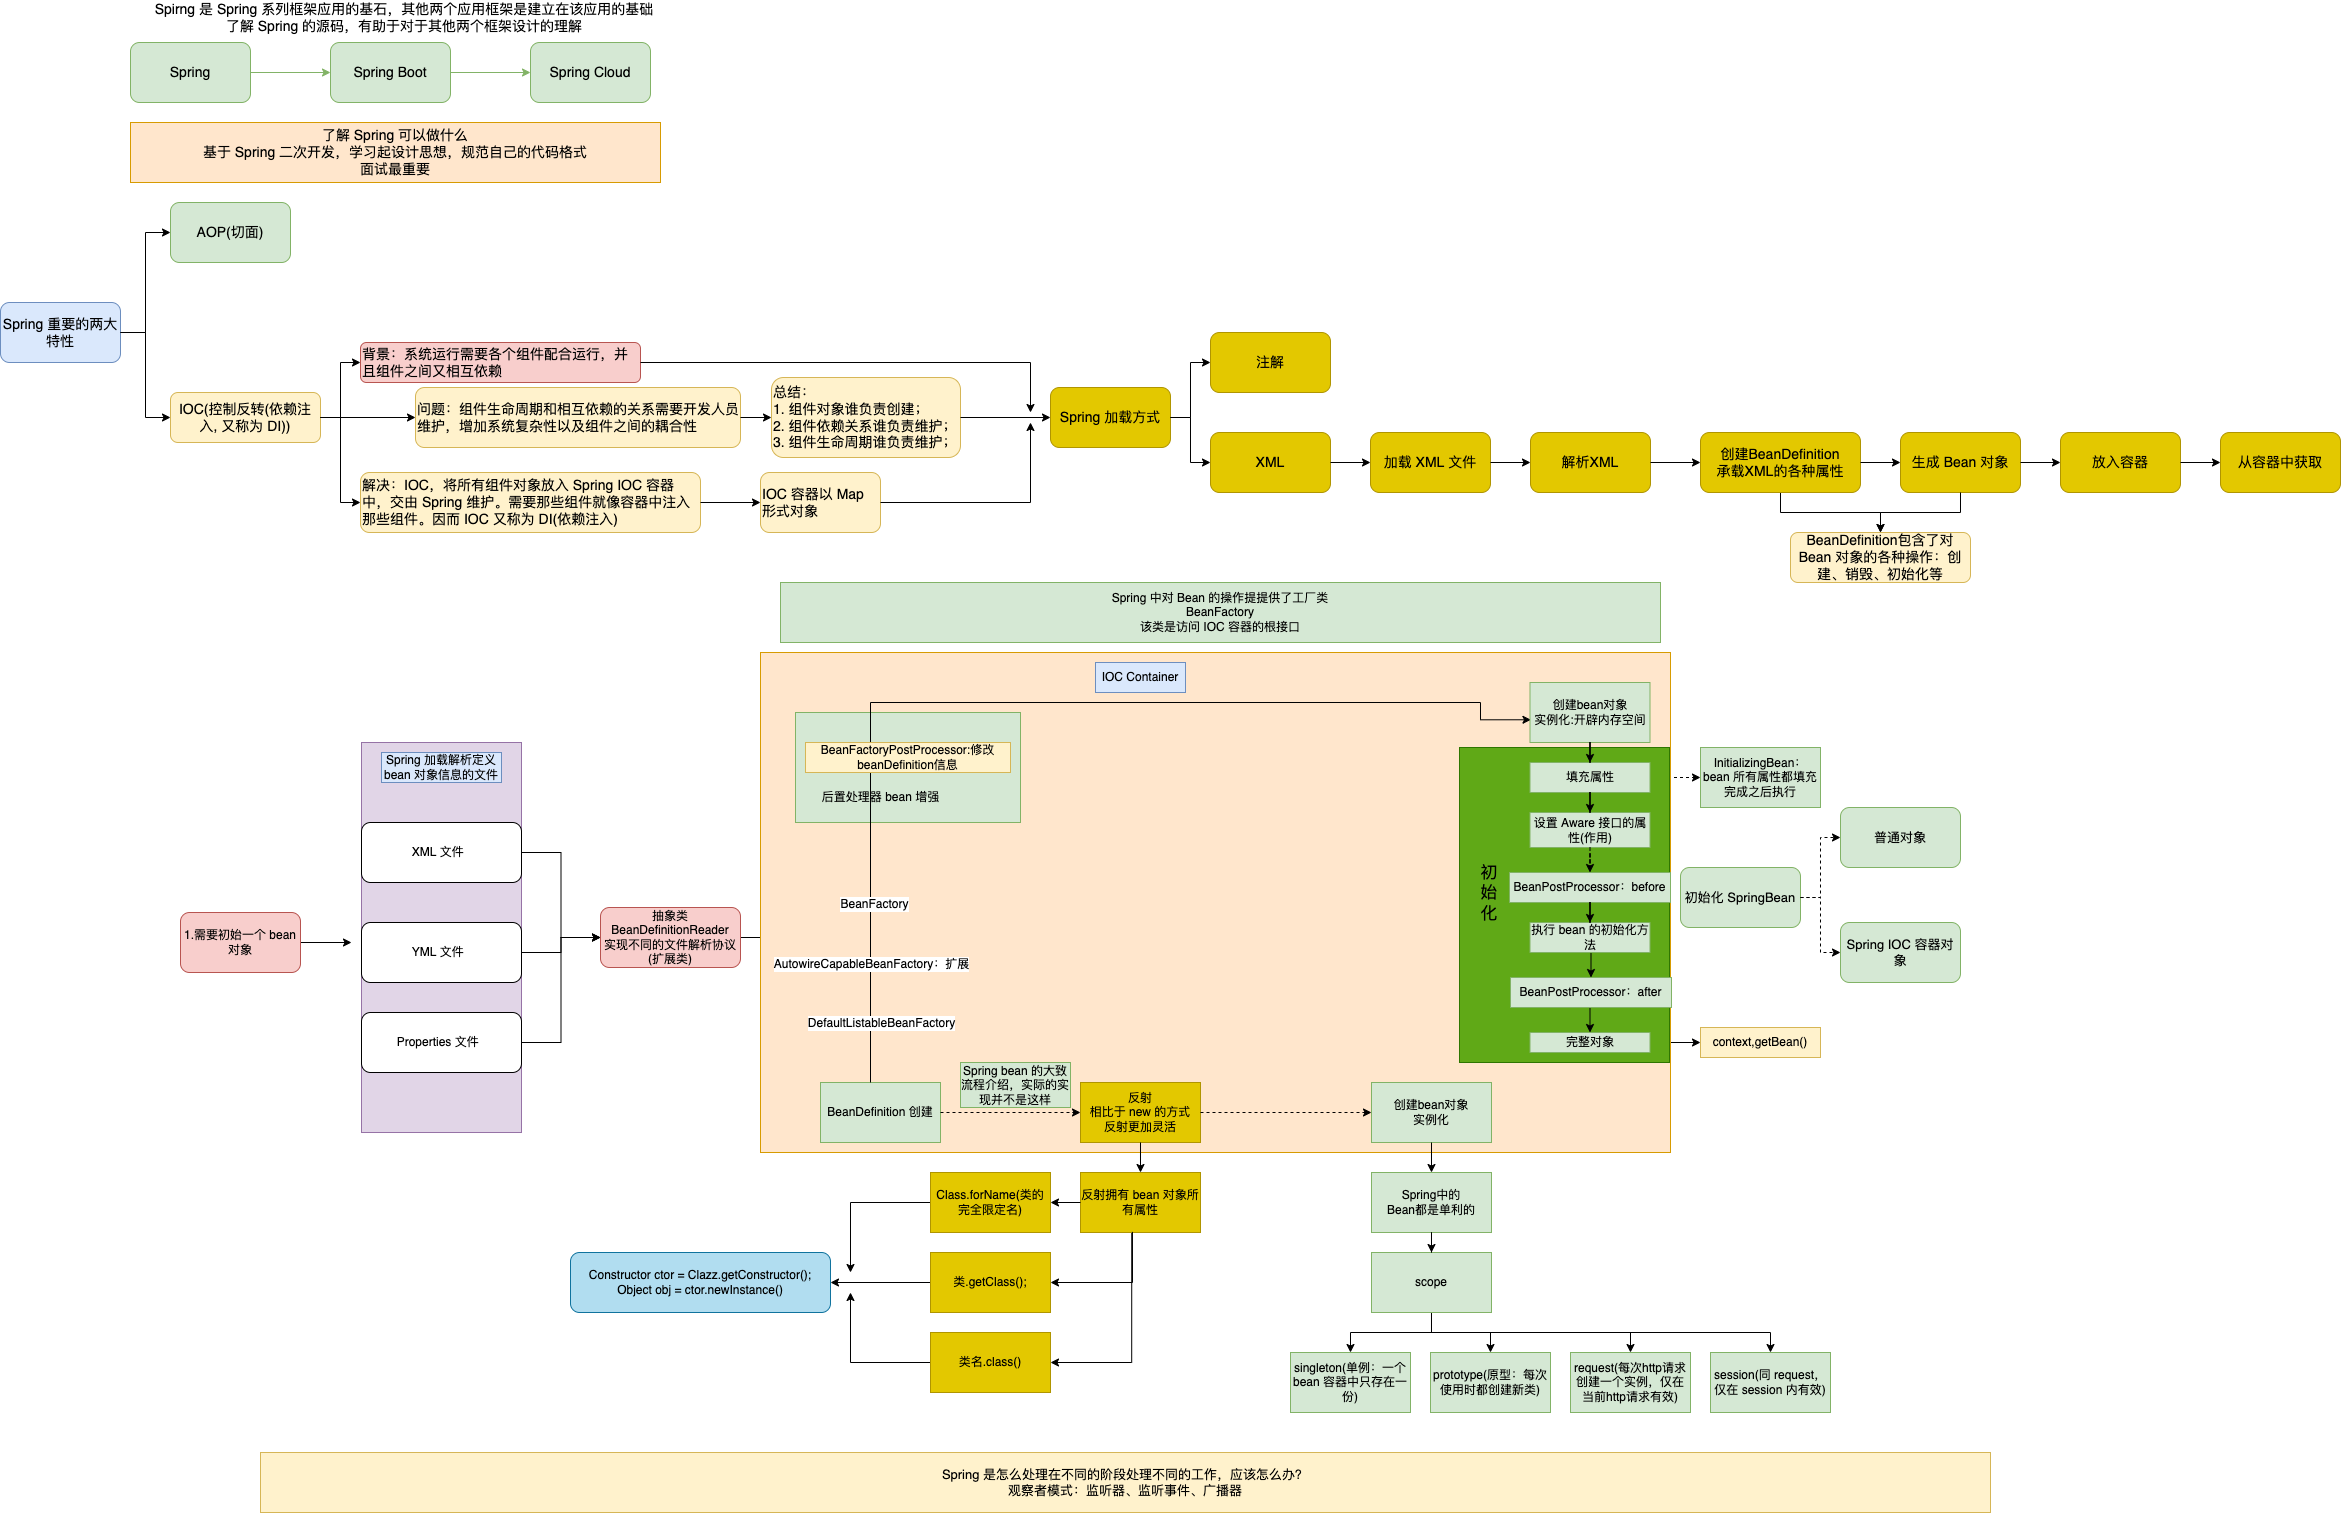 Spirng 是 Spring 系列框架应用的基石，其他两个应用框架是建立在该应用的基础
了解 Spring 的源码，有助于对于其他两个框架设计的理解
Spring
Spring Boot
Spring Cloud
了解 Spring 可以做什么
基于 Spring 二次开发，学习起设计思想，规范自己的代码格式
面试最重要
AOP(切面)
Spring 重要的两大
特性
IOC(控制反转(依赖注
入, 又称为 DI))
背景：系统运行需要各个组件配合运行，并
且组件之间又相互依赖
问题：组件生命周期和相互依赖的关系需要开发人员
维护，增加系统复杂性以及组件之间的耦合性
总结：
1. 组件对象谁负责创建；
2. 组件依赖关系谁负责维护；
3. 组件生命周期谁负责维护；
解决：IOC，将所有组件对象放入 Spring IOC 容器
中，交由 Spring 维护。需要那些组件就像容器中注入
那些组件。因而 IOC 又称为 DI(依赖注入)
IOC 容器以 Map
形式对象
Spring 加载方式
注解
XML
加载 XML 文件
解析XML
创建BeanDefinition
承载XML的各种属性
生成 Bean 对象
放入容器
从容器中获取
BeanDefinition包含了对
Bean 对象的各种操作：创
建、销毁、初始化等
Spring 中对 Bean 的操作提提供了工厂类
BeanFactory
该类是访问 IOC 容器的根接口
IOC Container
1.需要初始一个 bean
对象
Spring 加载解析定义
bean 对象信息的文件
XML 文件
YML 文件
Properties 文件
抽象类
BeanDefinitionReader
实现不同的文件解析协议
(扩展类)
BeanFactoryPostProcessor:修改
beanDefinition信息
后置处理器 bean 增强
BeanFactory
AutowireCapableBeanFactory：扩展
DefaultListableBeanFactory
BeanDefinition 创建
Spring bean 的大致
流程介绍，实际的实
现并不是这样
反射
相比于 new 的方式
反射更加灵活
创建bean对象
实例化
创建bean对象
实例化:开辟内存空间
初
始
化
填充属性
设置 Aware 接口的属
性(作用)
BeanPostProcessor：before
执行 bean 的初始化方
法
BeanPostProcessor：after
完整对象
InitializingBean：
bean 所有属性都填充
完成之后执行
初始化 SpringBean
普通对象
Spring IOC 容器对
象
context,getBean()
反射拥有 bean 对象所
有属性
Class.forName(类的
完全限定名)
类.getClass();
类名.class()
Constructor ctor = Clazz.getConstructor();
Object obj = ctor.newInstance()
Spring中的
Bean都是单利的
scope
singleton(单例：一个
bean 容器中只存在一
份)
prototype(原型：每次
使用时都创建新类)
request(每次http请求
创建一个实例，仅在
当前http请求有效)
session(同 request，
仅在 session 内有效)
Spring 是怎么处理在不同的阶段处理不同的工作，应该怎么办？
观察者模式：监听器、监听事件、广播器